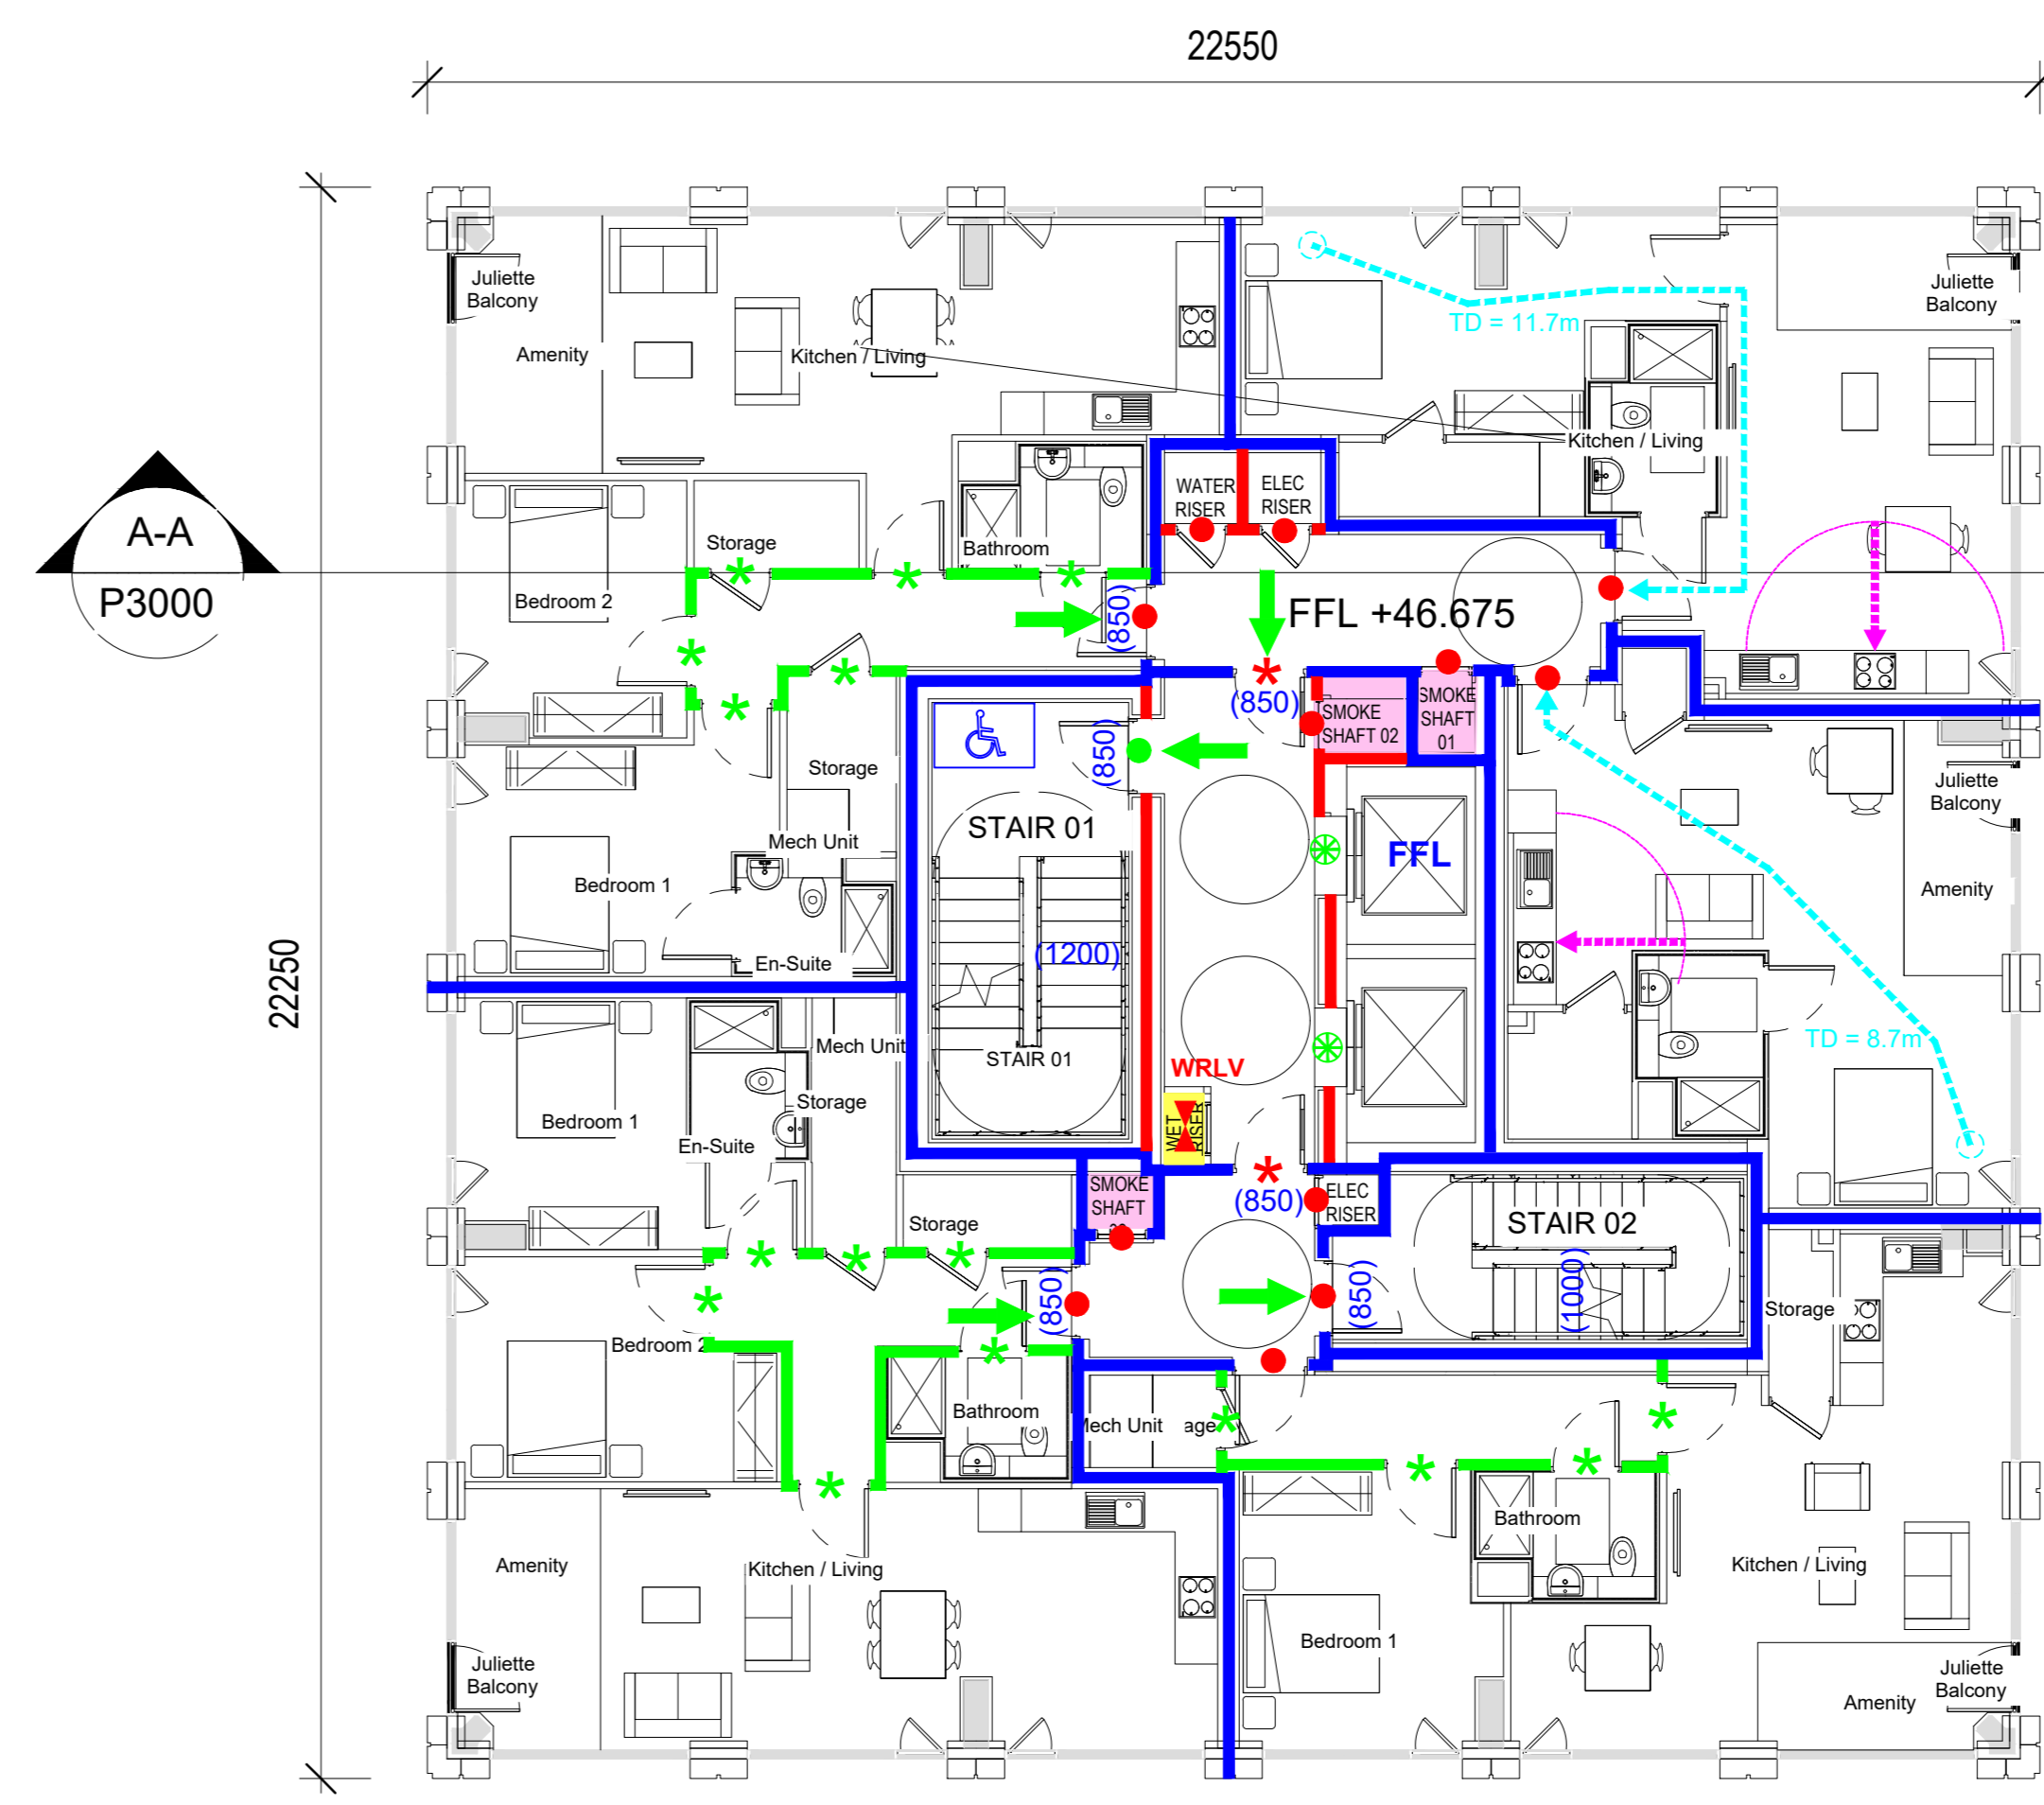 22550
22250
A-A
P3000
Juliette
Balcony
Amenity
Kitchen / Living
Juliette
Balcony
TD = 11.7m
Kitchen / Living
WATER
RISER
ELEC
RISER
Storage
Bathroom
Bedroom 2
(850)
FFL +46.675
(850)
SMOKE
SHAFT 02
SMOKE
SHAFT
01
(850)
Storage
Mech Unit
Bedroom 1
En-Suite
STAIR 01
(1200)
STAIR 01
FFL
Juliette
Balcony
Amenity
TD = 8.7m
WRLV
WET
RISER
Bedroom 1
Mech Unit
Storage
En-Suite
Storage
SMOKE
SHAFT
(850)
ELEC
RISER
STAIR 02
(850)
(850)
(1000)
Storage
Bedroom 2
Bathroom
Mech Unit
age
Amenity
Kitchen / Living
Bathroom
Kitchen / Living
Bedroom 1
Juliette
Balcony
Juliette
Balcony
Amenity